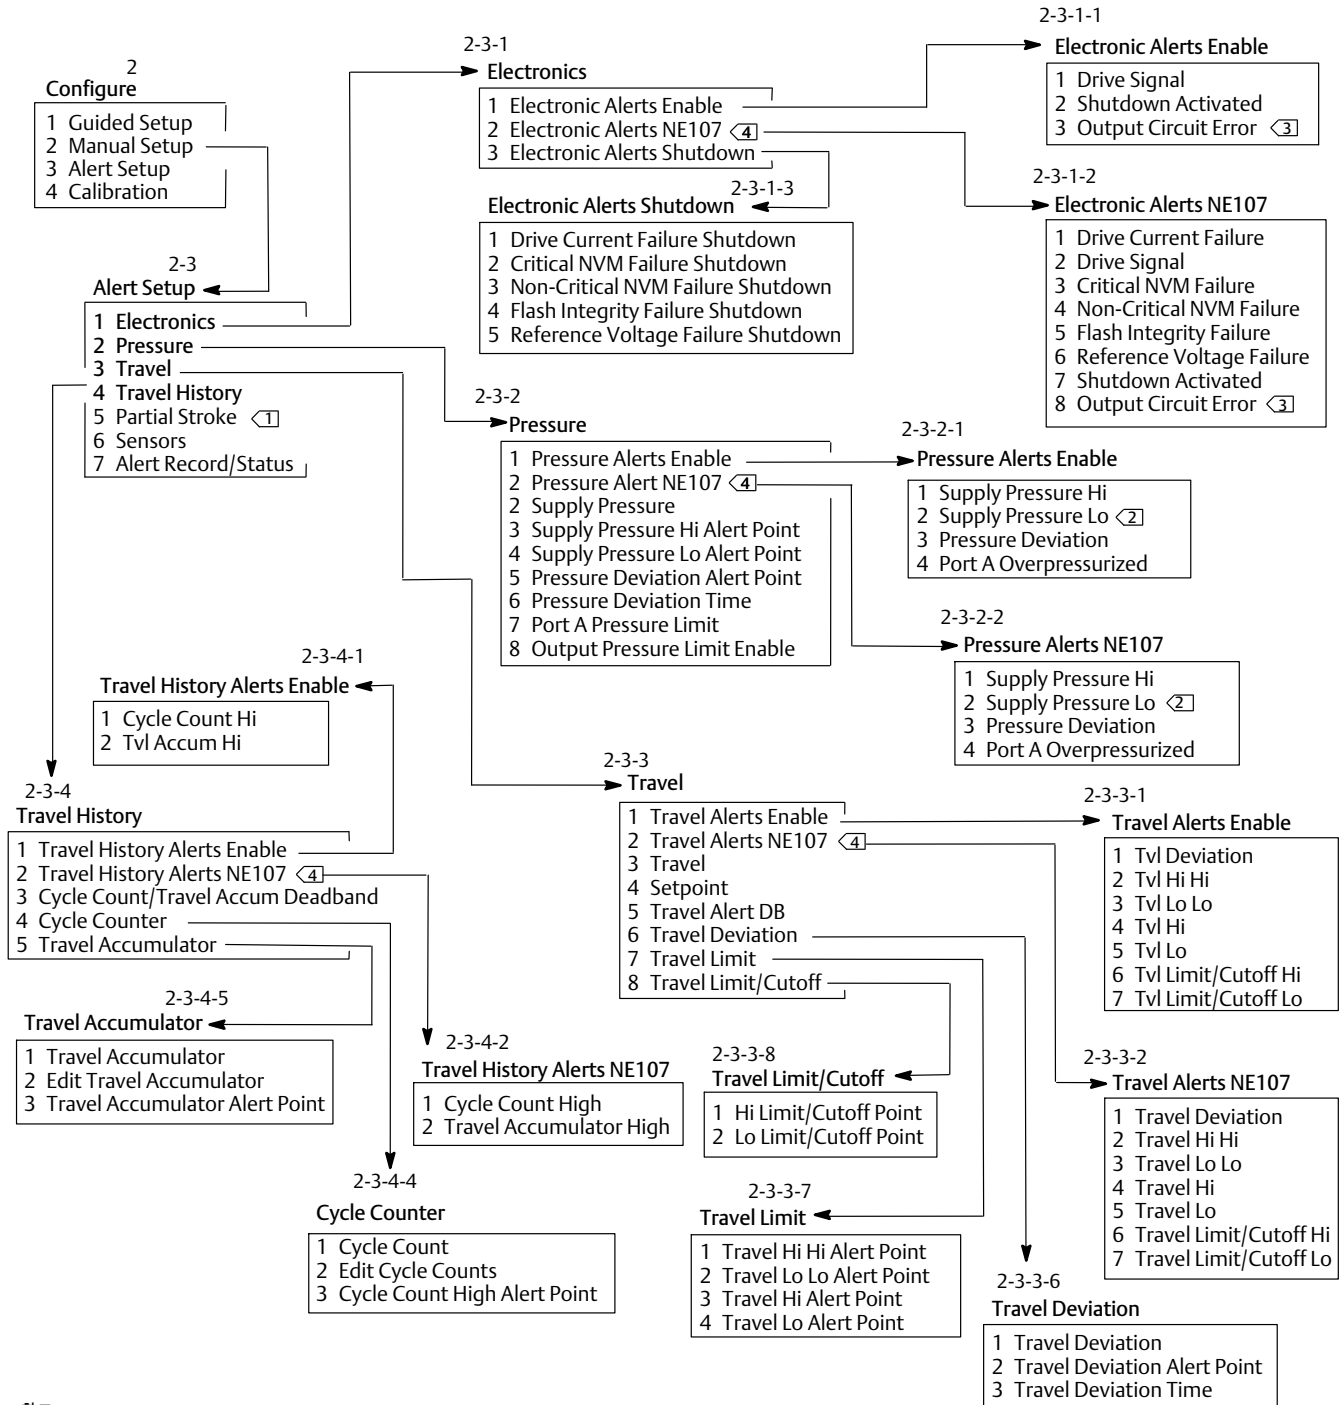 2
Configure
1 Guided Setup
2 Manual Setup
3 Alert Setup
4 Calibration
2-3
Alert Setup
1 Electronics
2 Pressure
3 Travel
4 Travel History
5 Partial Stroke 1
6 Sensors
7 Alert Record/Status
2-3-1
Electronics
1 Electronic Alerts Enable
2 Electronic Alerts NE107 4
3 Electronic Alerts Shutdown
2-3-1-1
Electronic Alerts Enable
1 Drive Signal
2 Shutdown Activated
3 Output Circuit Error 3
2-3-1-3
Electronic Alerts Shutdown
1 Drive Current Failure Shutdown
2 Critical NVM Failure Shutdown
3 Non-Critical NVM Failure Shutdown
4 Flash Integrity Failure Shutdown
5 Reference Voltage Failure Shutdown
2-3-1-2
Electronic Alerts NE107
1 Drive Current Failure
2 Drive Signal
3 Critical NVM Failure
4 Non-Critical NVM Failure
5 Flash Integrity Failure
6 Reference Voltage Failure
7 Shutdown Activated
8 Output Circuit Error 3
2-3-2
Pressure
1 Pressure Alerts Enable
2 Pressure Alert NE107 4
2 Supply Pressure
3 Supply Pressure Hi Alert Point
4 Supply Pressure Lo Alert Point
5 Pressure Deviation Alert Point
6 Pressure Deviation Time
7 Port A Pressure Limit
8 Output Pressure Limit Enable
2-3-2-1
Pressure Alerts Enable
1 Supply Pressure Hi
2 Supply Pressure Lo 2
3 Pressure Deviation
4 Port A Overpressurized
2-3-2-2
Pressure Alerts NE107
1 Supply Pressure Hi
2 Supply Pressure Lo 2
3 Pressure Deviation
4 Port A Overpressurized
2-3-4-1
Travel History Alerts Enable
1 Cycle Count Hi
2 Tvl Accum Hi
2-3-4
Travel History
1 Travel History Alerts Enable
2 Travel History Alerts NE107 4
3 Cycle Count/Travel Accum Deadband
4 Cycle Counter
5 Travel Accumulator
2-3-4-5
Travel Accumulator
1 Travel Accumulator
2 Edit Travel Accumulator
3 Travel Accumulator Alert Point
2-3-4-2
Travel History Alerts NE107
1 Cycle Count High
2 Travel Accumulator High
2-3-4-4
Cycle Counter
1 Cycle Count
2 Edit Cycle Counts
3 Cycle Count High Alert Point
2-3-3
Travel
1 Travel Alerts Enable
2 Travel Alerts NE107 4
3 Travel
4 Setpoint
5 Travel Alert DB
6 Travel Deviation
7 Travel Limit
8 Travel Limit/Cutoff
2-3-3-1
Travel Alerts Enable
1 Tvl Deviation
2 Tvl Hi Hi
3 Tvl Lo Lo
4 Tvl Hi
5 Tvl Lo
6 Tvl Limit/Cutoff Hi
7 Tvl Limit/Cutoff Lo
2-3-3-8
Travel Limit/Cutoff
1 Hi Limit/Cutoff Point
2 Lo Limit/Cutoff Point
2-3-3-2
Travel Alerts NE107
1 Travel Deviation
2 Travel Hi Hi
3 Travel Lo Lo
4 Travel Hi
5 Travel Lo
6 Travel Limit/Cutoff Hi
7 Travel Limit/Cutoff Lo
2-3-3-7
Travel Limit
1 Travel Hi Hi Alert Point
2 Travel Lo Lo Alert Point
3 Travel Hi Alert Point
4 Travel Lo Alert Point
2-3-3-6
Travel Deviation
1 Travel Deviation
2 Travel Deviation Alert Point
3 Travel Deviation Time